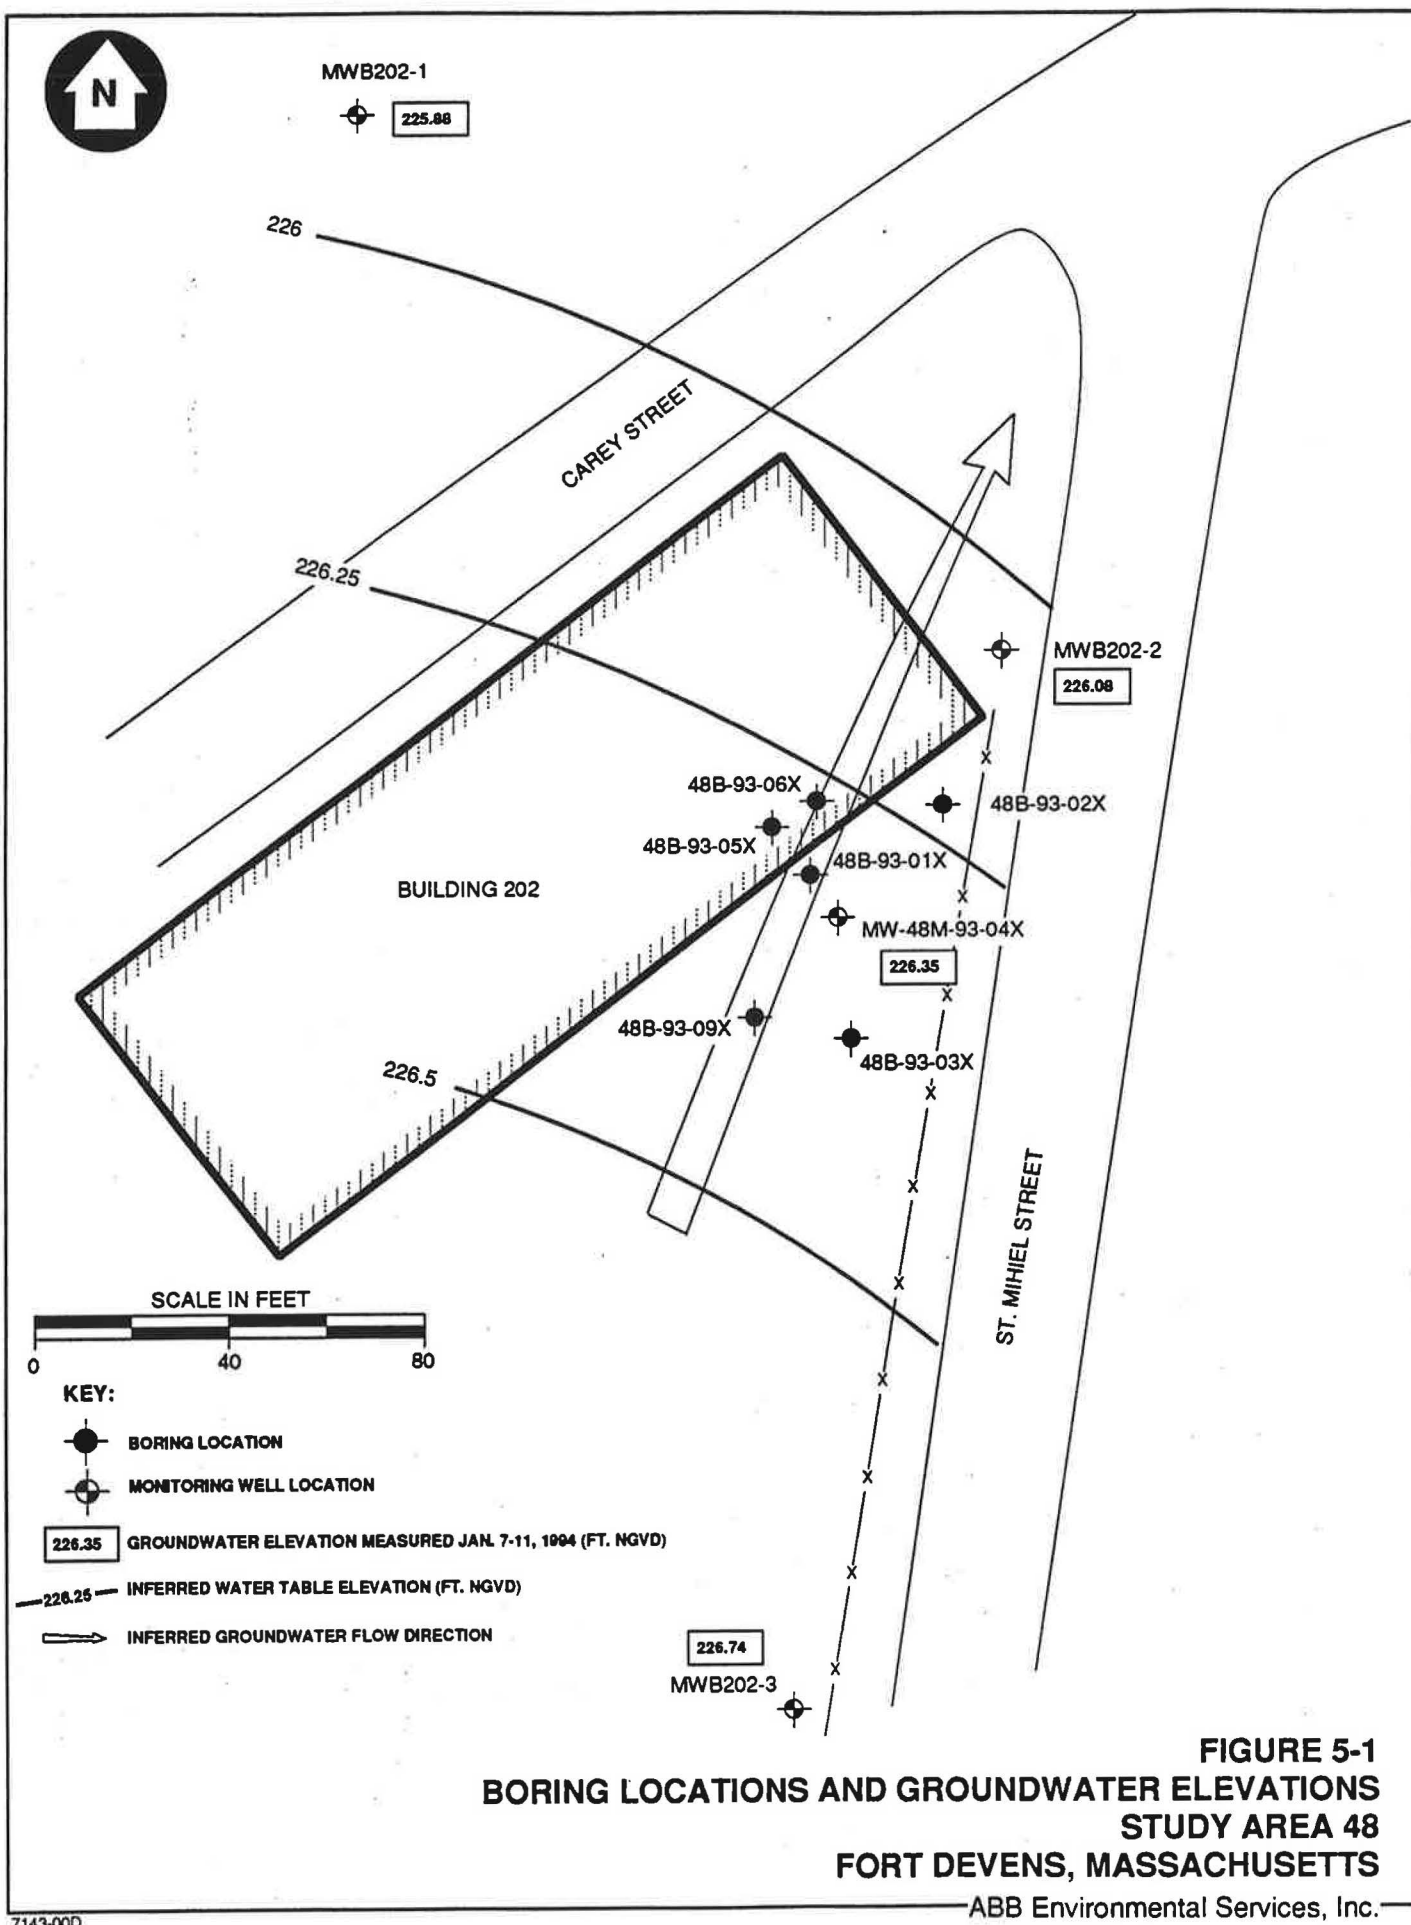 N
MWB202-1
225.88
226
CAREY STREET
226.25
MWB202-2
226.08
48B-93-06X
48B-93-02X
48B-93-05X
48B-93-01X
BUILDING 202
MW-48M-93-04X
226.35
48B-93-09X
48B-93-03X
226.5
ST. MIHIEL STREET
SCALE IN FEET
0 40 80
KEY:
BORING LOCATION
MONITORING WELL LOCATION
226.35 GROUNDWATER ELEVATION MEASURED JAN. 7-11, 1994 (FT. NGVD)
226.25 INFERRED WATER TABLE ELEVATION (FT. NGVD)
INFERRED GROUNDWATER FLOW DIRECTION
226.74
MWB202-3
X X X X X X X X X X
FIGURE 5-1
BORING LOCATIONS AND GROUNDWATER ELEVATIONS
STUDY AREA 48
FORT DEVENS, MASSACHUSETTS
ABB Environmental Services, Inc.
7143-00D